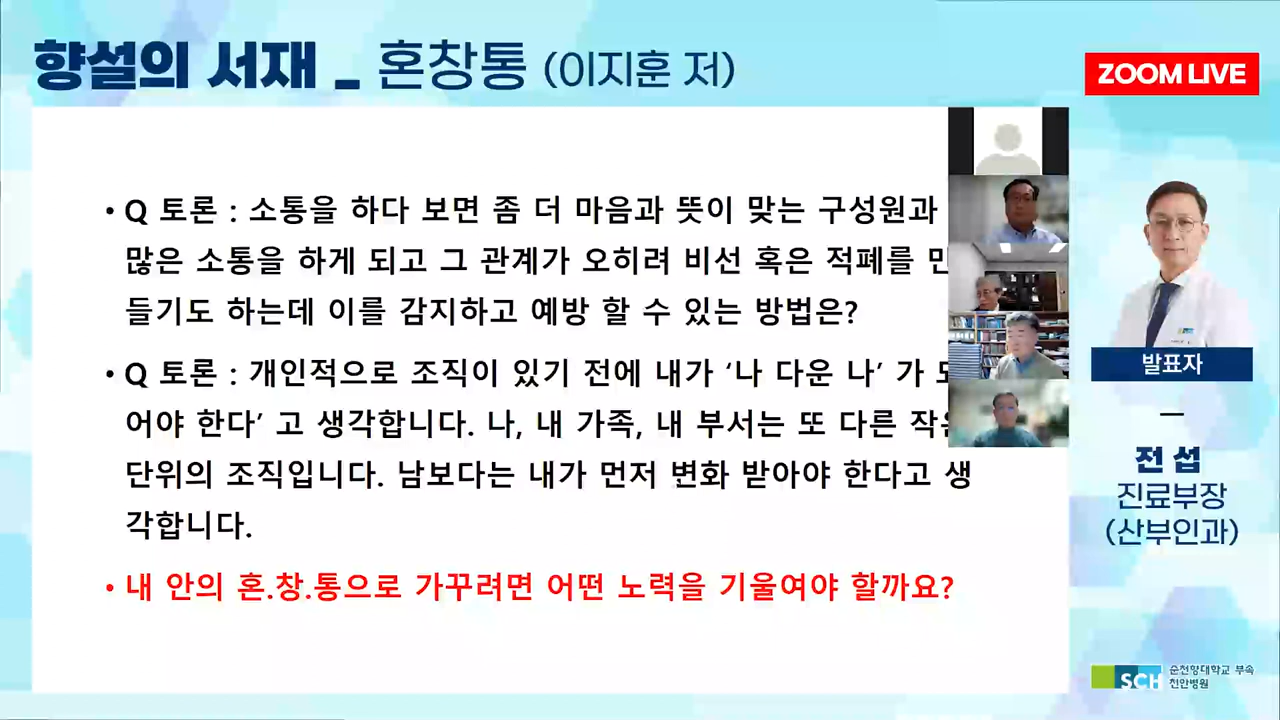 향설의 서재 _ 혼창통 (이지훈 저)
ZOOM LIVE
• Q 토론 : 소통을 하다 보면 좀 더 마음과 뜻이 맞는 구성원과
많은 소통을 하게 되고 그 관계가 오히려 비선 혹은 적폐를
들기도 하는데 이를 감지하고 예방 할 수 있는 방법은?
• Q 토론 : 개인적으로 조직이 있기 전에 내가 ‘나 다운 나’ 가
어야 한다’ 고 생각합니다. 나, 내 가족, 내 부서는 또 다른
단위의 조직입니다. 남보다는 내가 먼저 변화 받아야 한다고 생
각합니다.
• 내 안의 혼.창.통으로 가꾸려면 어떤 노력을 기울여야 할까요?
발표자
전 섭
진료부장
(산부인과)
SCH 순천향대학교 부속
천안병원